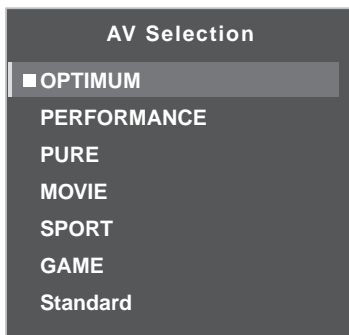 AV Selection
OPTIMUM
PERFORMANCE
PURE
MOVIE
SPORT
GAME
Standard